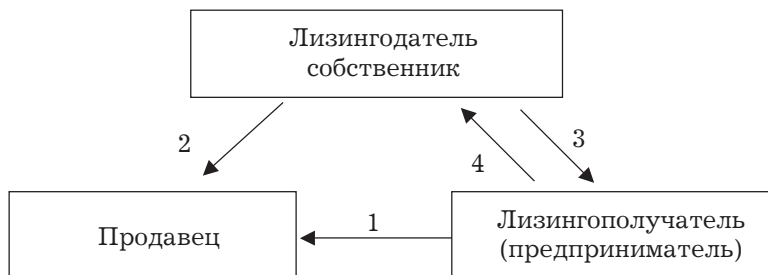 Лизингодатель
собственник
2
3
4
Продавец
1
Лизингополучатель
(предприниматель)